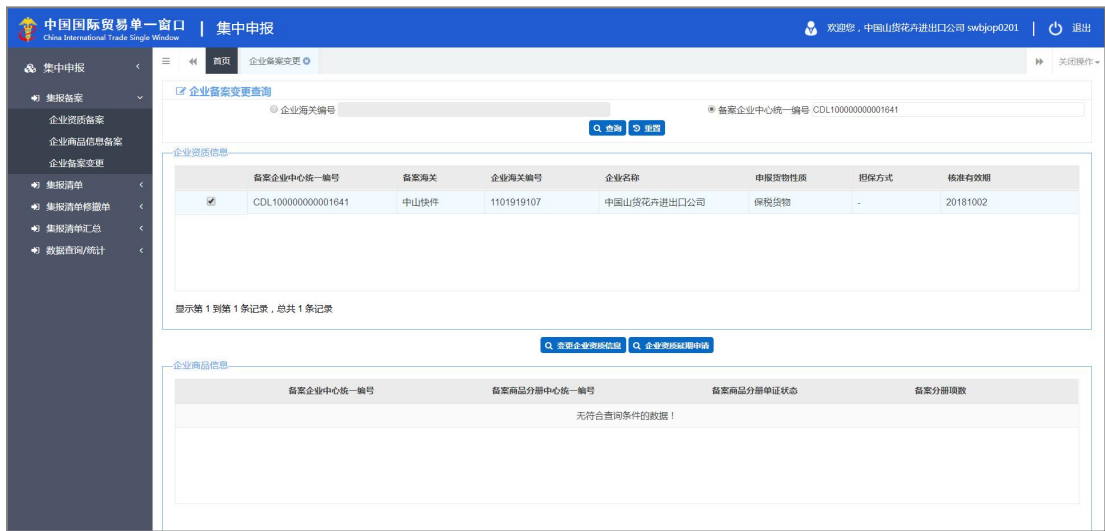 中国国际贸易单一窗口 | 集中申报
China International Trade Single Window
欢迎您，中国山货花卉进出口公司 swbjop0201 | 退出
集中申报
首页 企业备案变更 关闭操作
集报备案
企业资质备案
企业商品信息备案
企业备案变更
集报清单
集报清单修撤单
集报清单汇总
数据查询/统计
企业备案变更查询
企业海关编号 备案企业中心统一编号 CDL100000000001641
查询 重置
企业资质信息
备案企业中心统一编号 备案海关 企业海关编号 企业名称 申报货物性质 担保方式 核准有效期
CDL100000000001641 中山快件 1101919107 中国山货花卉进出口公司 保税货物 - 20181002
显示第 1 到第 1 条记录，总共 1 条记录
变更企业资质信息 企业资质延期申请
企业商品信息
备案企业中心统一编号 备案商品分册中心统一编号 备案商品分册单证状态 备案分册项数
无符合查询条件的数据！